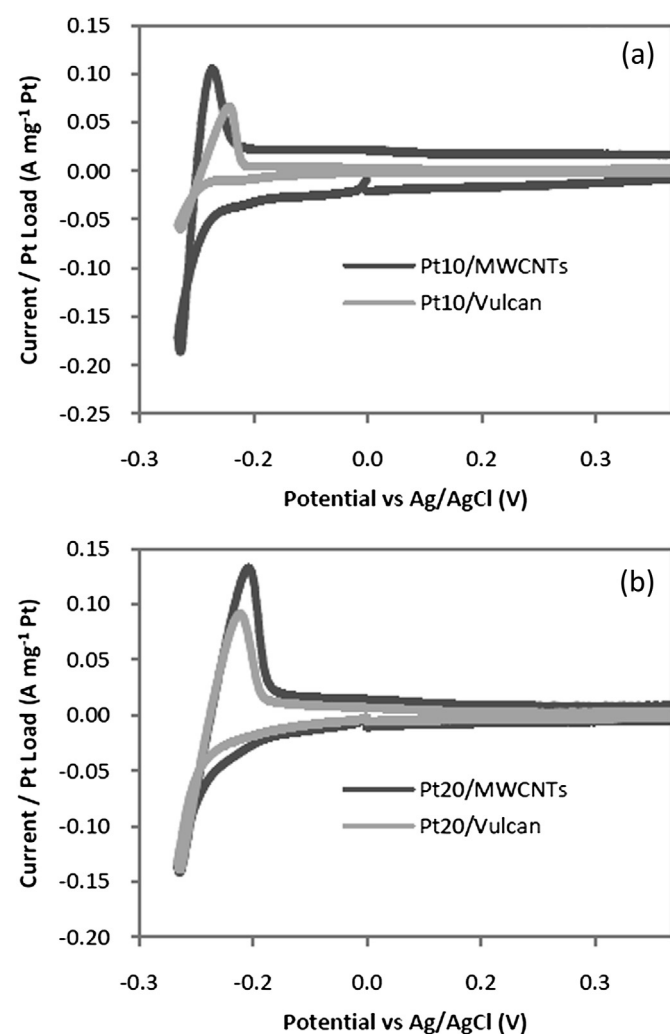 (a)
0.15
0.10
0.05
0.00
-0.05
-0.10
-0.15
-0.20
-0.25
Current / Pt Load (A mg⁻¹ Pt)
Pt10/MWCNTs
Pt10/Vulcan
-0.3 -0.2 0.0 0.2 0.3
Potential vs Ag/AgCl (V)
(b)
0.15
0.10
0.05
0.00
-0.05
-0.10
-0.15
-0.20
Current / Pt Load (A mg⁻¹ Pt)
Pt20/MWCNTs
Pt20/Vulcan
-0.3 -0.2 0.0 0.2 0.3
Potential vs Ag/AgCl (V)